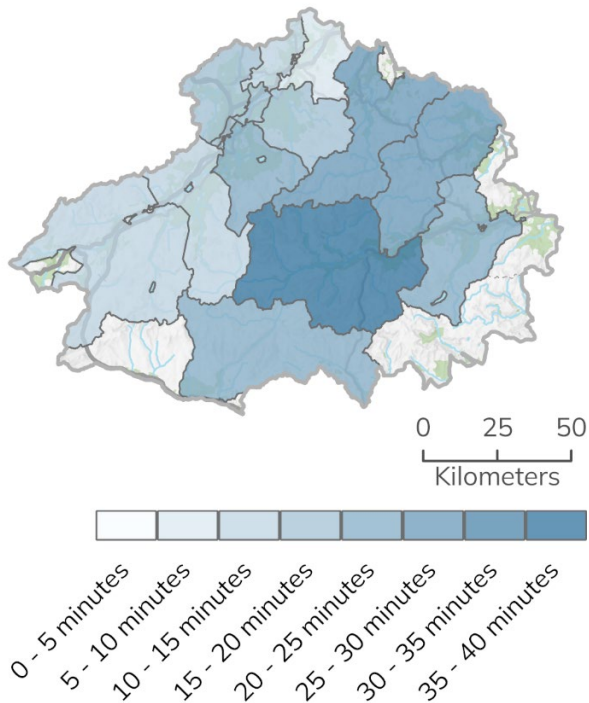 0 25 50
Kilometers
0 - 5 minutes
5 - 10 minutes
10 - 15 minutes
15 - 20 minutes
20 - 25 minutes
25 - 30 minutes
30 - 35 minutes
35 - 40 minutes